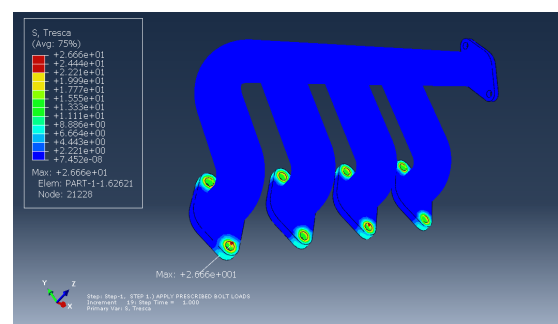 S, Tresca
(Avg: 75%)
+2.666e+01
+2.444e+01
+2.221e+01
+1.999e+01
+1.777e+01
+1.555e+01
+1.333e+01
+1.111e+01
+8.886e+00
+6.664e+00
+4.443e+00
+2.221e+00
+7.452e-08
Max: +2.666e+01
Elem: PART-1-1.62621
Node: 21228
Max: +2.666e+001
Y
Z
X
Step: Step-1, STEP 1.) APPLY PRESCRIBED BOLT LOADS
Increment 19: Step Time = 1.000
Primary Var: S, Tresca